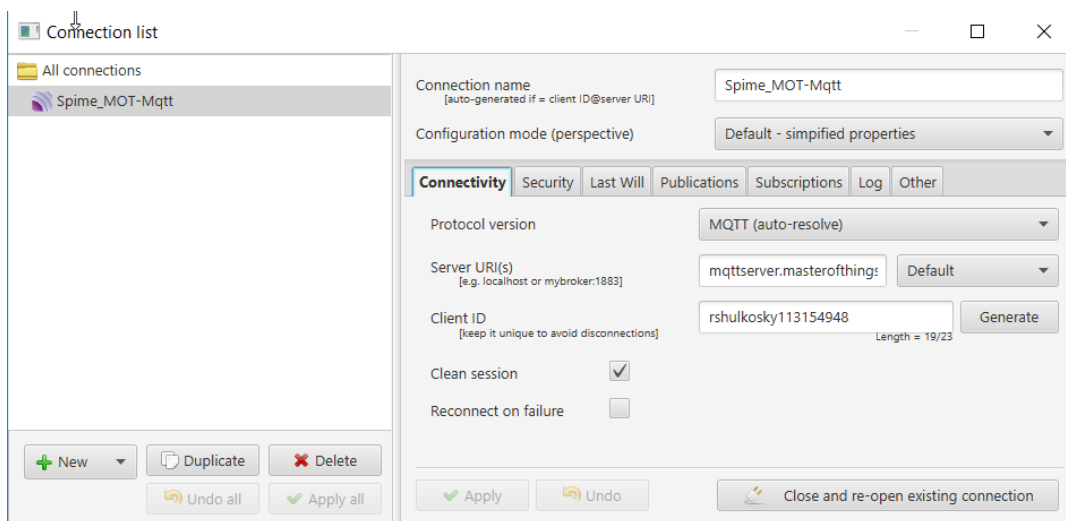 Connection list
All connections
Spime_MOT-Mqtt
New
Duplicate
Delete
Undo all
Apply all
Connection name
[auto-generated if = client ID@server URI]
Spime_MOT-Mqtt
Configuration mode (perspective)
Default - simpified properties
Connectivity Security Last Will Publications Subscriptions Log Other
Protocol version
MQTT (auto-resolve)
Server URI(s)
[e.g. localhost or mybroker:1883]
mqttserver.masterofthings
Default
Client ID
[keep it unique to avoid disconnections]
rshulkosky113154948
Generate
Length = 19/23
Clean session
Reconnect on failure
Apply
Undo
Close and re-open existing connection